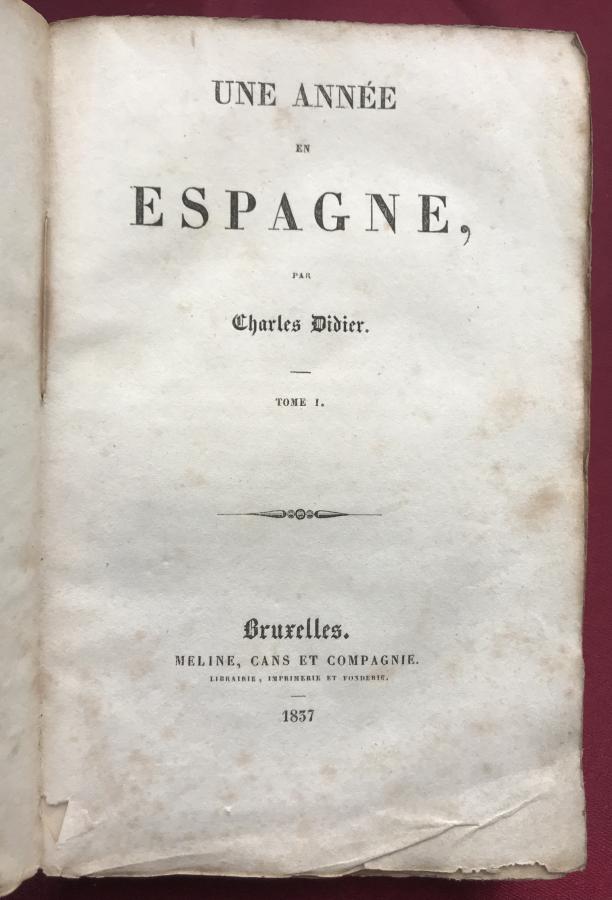 UNE ANNÉE
EN
ESPAGNE,
PAR
Charles Didier.
TOME I.
Bruxelles.
MELINE, CANS ET COMPAGNIE.
LIBRAIRIE, IMPRIMERIE ET FONDERIE.
1837